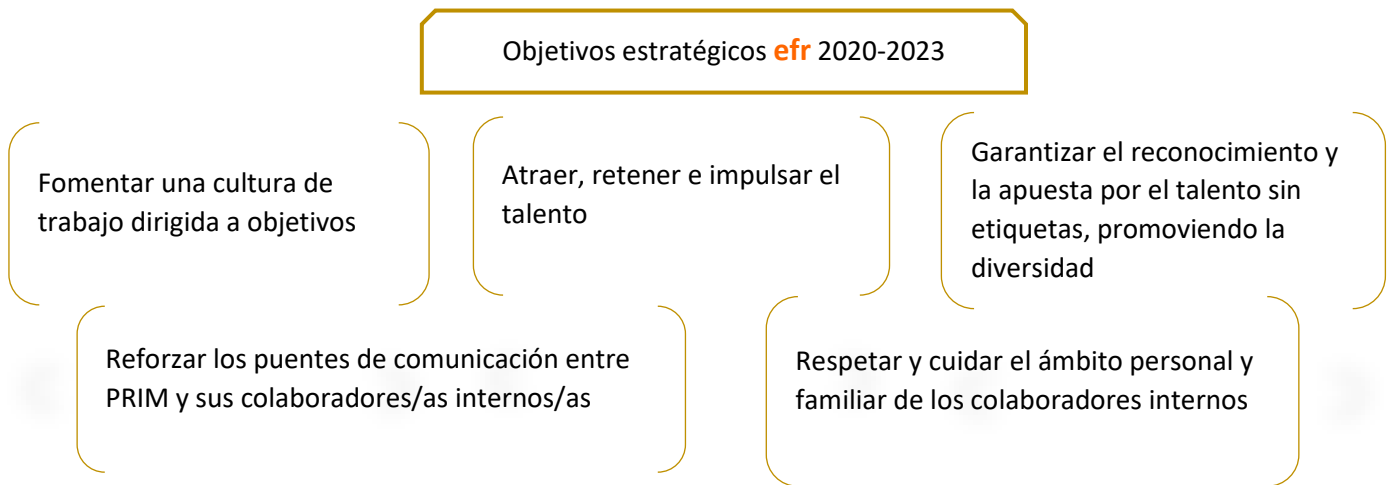 Objetivos estratégicos efr 2020-2023
Fomentar una cultura de
trabajo dirigida a objetivos
Atraer, retener e impulsar el
talento
Garantizar el reconocimiento y
la apuesta por el talento sin
etiquetas, promoviendo la
diversidad
Reforzar los puentes de comunicación entre
PRIM y sus colaboradores/as internos/as
Respetar y cuidar el ámbito personal y
familiar de los colaboradores internos